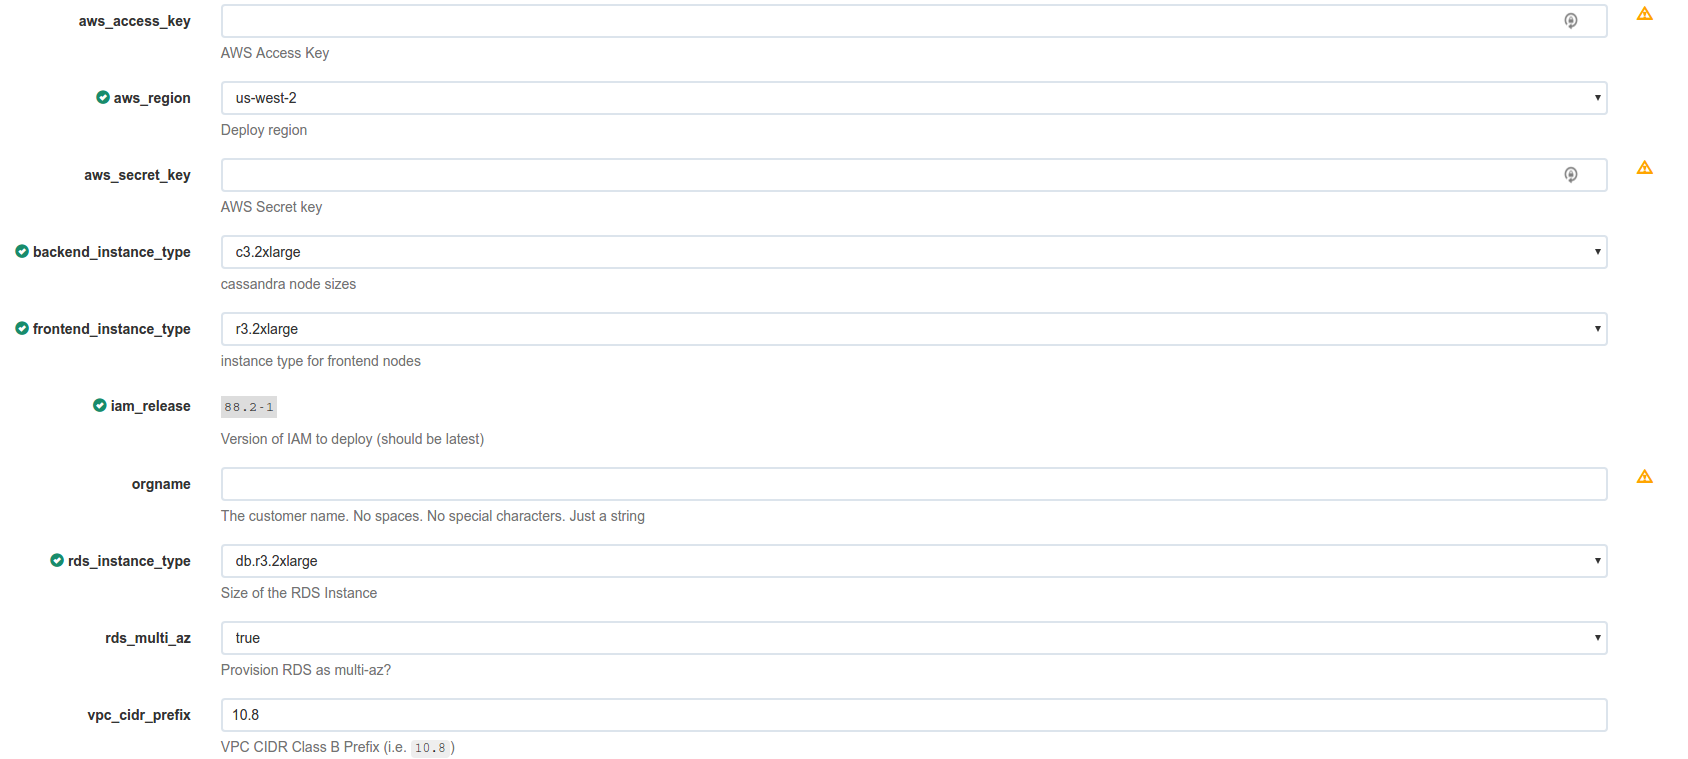 aws_access_key
AWS Access Key
aws_region us-west-2
Deploy region
aws_secret_key
AWS Secret key
backend_instance_type c3.2xlarge
cassandra node sizes
frontend_instance_type r3.2xlarge
instance type for frontend nodes
iam_release 88.2-1
Version of IAM to deploy (should be latest)
orgname
The customer name. No spaces. No special characters. Just a string
rds_instance_type db.r3.2xlarge
Size of the RDS Instance
rds_multi_az true
Provision RDS as multi-az?
vpc_cidr_prefix 10.8
VPC CIDR Class B Prefix (i.e. 10.8 )